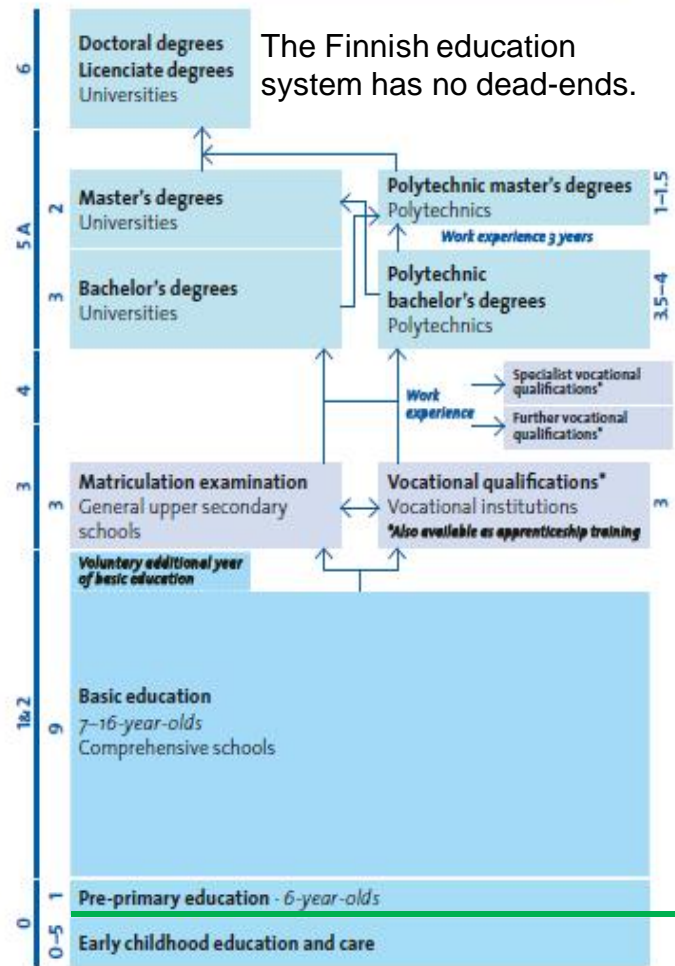 The Finnish education
system has no dead-ends.
6
Doctoral degrees
Licenciate degrees
Universities
5A
2
Master's degrees
Universities
Polytechnic master's degrees
Polytechnics
1–1.5
Work experience 3 years
3
Bachelor's degrees
Universities
Polytechnic
bachelor's degrees
Polytechnics
3.5–4
4
Work
experience
Specialist vocational
qualifications*
Further vocational
qualifications*
3
3
Matriculation examination
General upper secondary
schools
Vocational qualifications*
Vocational institutions
*Also available as apprenticeship training
3
Voluntary additional year
of basic education
1&2
9
Basic education
7–16-year-olds
Comprehensive schools
0
1
Pre-primary education - 6-year-olds
0–5
Early childhood education and care